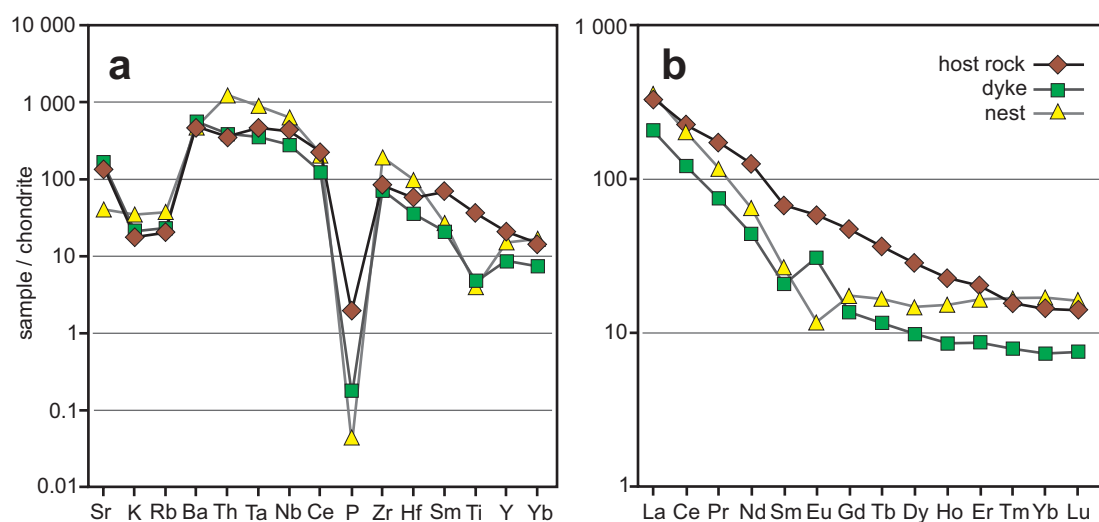 a
10 000
1 000
100
10
1
0.1
0.01
sample / chondrite
Sr K Rb Ba Th Ta Nb Ce P Zr Hf Sm Ti Y Yb
b
host rock
dyke
nest
1 000
100
10
1
La Ce Pr Nd Sm Eu Gd Tb Dy Ho Er Tm Yb Lu